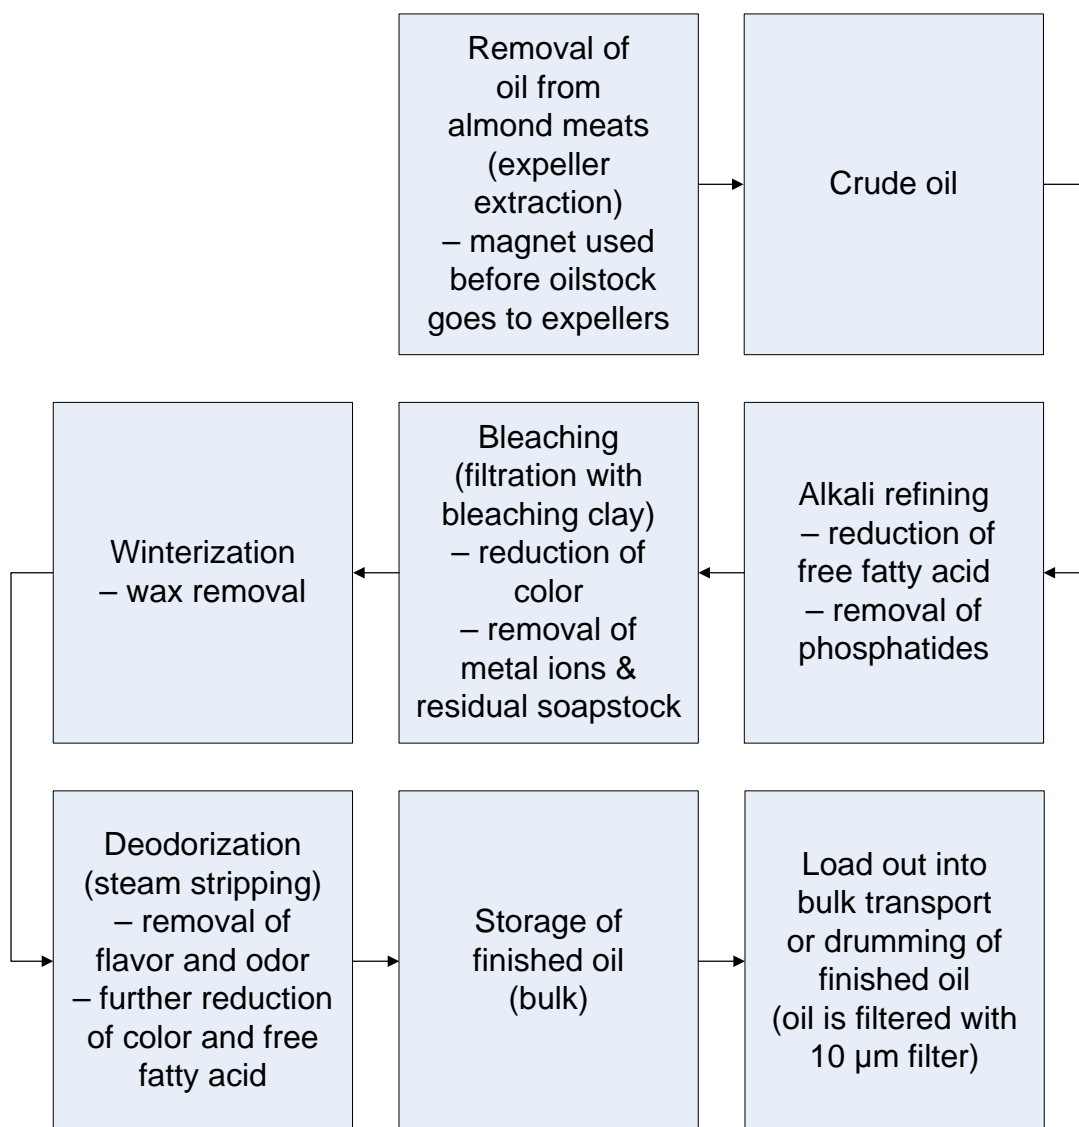 Removal of
oil from
almond meats
(expeller
extraction)
– magnet used
before oilstock
goes to expellers
Crude oil
Alkali refining
– reduction of
free fatty acid
– removal of
phosphatides
Bleaching
(filtration with
bleaching clay)
– reduction of
color
– removal of
metal ions &
residual soapstock
Winterization
– wax removal
Deodorization
(steam stripping)
– removal of
flavor and odor
– further reduction
of color and free
fatty acid
Storage of
finished oil
(bulk)
Load out into
bulk transport
or drumming of
finished oil
(oil is filtered with
10 µm filter)